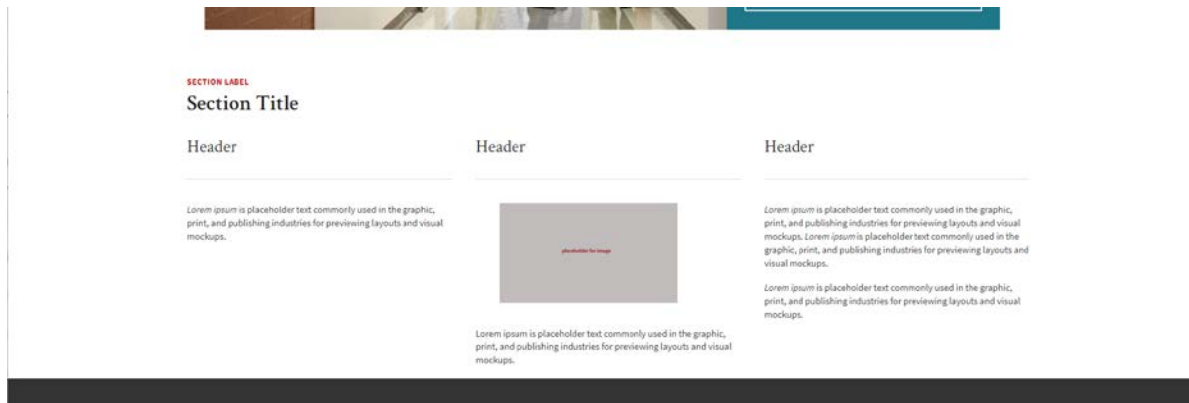 SECTION LABEL
Section Title
Header
Lorem ipsum is placeholder text commonly used in the graphic,
print, and publishing industries for previewing layouts and visual
mockups.
Header
placeholder for image
Lorem ipsum is placeholder text commonly used in the graphic,
print, and publishing industries for previewing layouts and visual
mockups.
Header
Lorem ipsum is placeholder text commonly used in the graphic,
print, and publishing industries for previewing layouts and visual
mockups. Lorem ipsum is placeholder text commonly used in the
graphic, print, and publishing industries for previewing layouts and
visual mockups.
Lorem ipsum is placeholder text commonly used in the graphic,
print, and publishing industries for previewing layouts and visual
mockups.